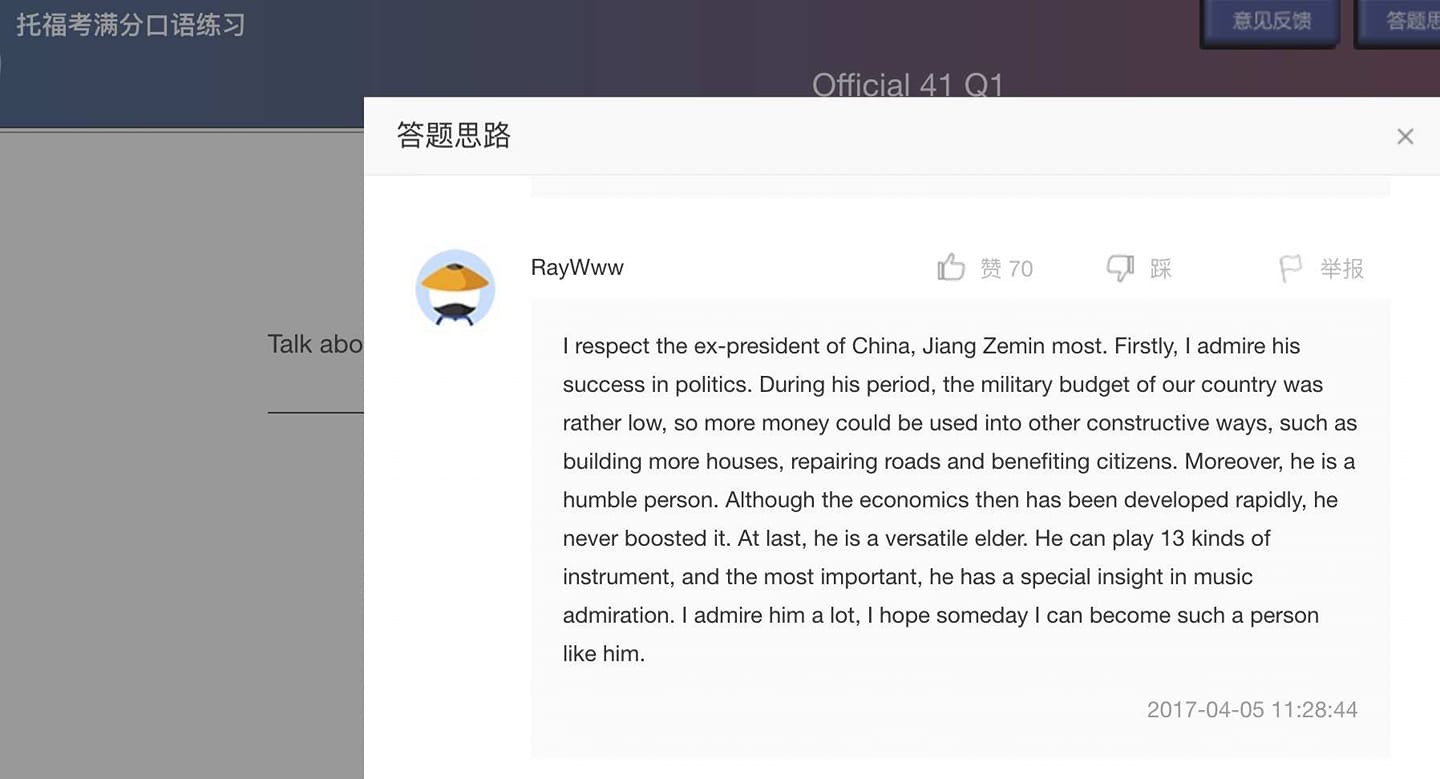 托福考满分口语练习
意见反馈
答题思
Official 41 Q1
答题思路
RayWww
赞 70
踩
举报
Talk abo
I respect the ex-president of China, Jiang Zemin most. Firstly, I admire his
success in politics. During his period, the military budget of our country was
rather low, so more money could be used into other constructive ways, such as
building more houses, repairing roads and benefiting citizens. Moreover, he is a
humble person. Although the economics then has been developed rapidly, he
never boosted it. At last, he is a versatile elder. He can play 13 kinds of
instrument, and the most important, he has a special insight in music
admiration. I admire him a lot, I hope someday I can become such a person
like him.
2017-04-05 11:28:44